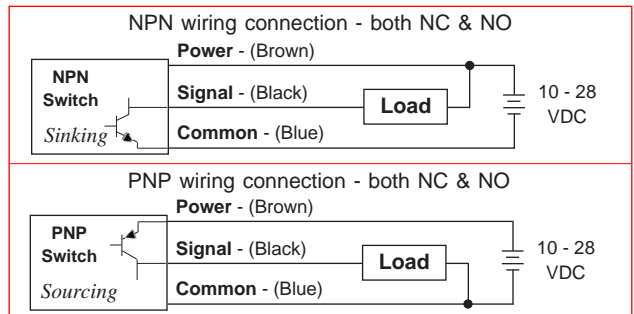 NPN wiring connection - both NC & NO
Power - (Brown)
NPN
Switch
Signal - (Black)
Load
10 - 28
VDC
Sinking
Common - (Blue)
PNP wiring connection - both NC & NO
Power - (Brown)
PNP
Switch
Signal - (Black)
Load
10 - 28
VDC
Sourcing
Common - (Blue)